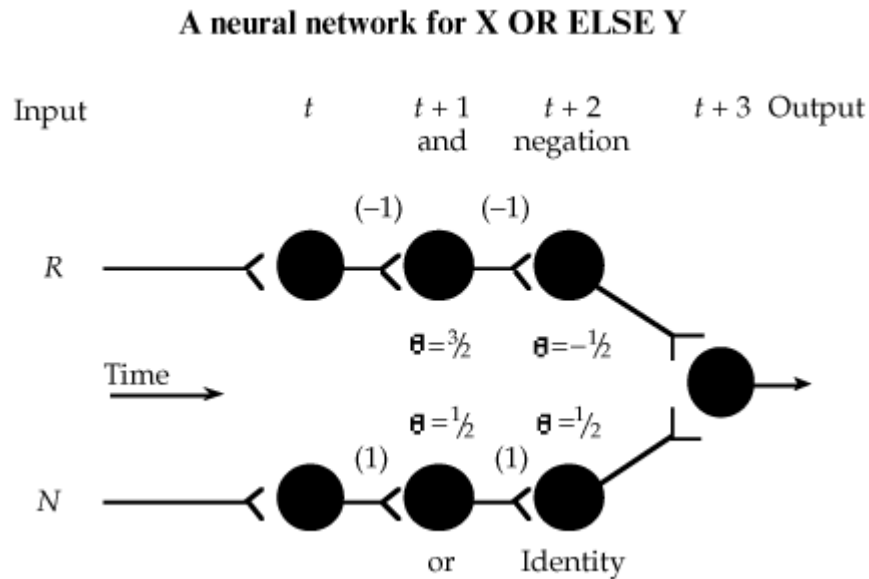 A neural network for X OR ELSE Y
Input t t + 1 t + 2 t + 3 Output
and negation
(–1) (–1)
R
θ=3/2 θ=–1/2
Time
θ=1/2 θ=1/2
(1) (1)
N
or Identity